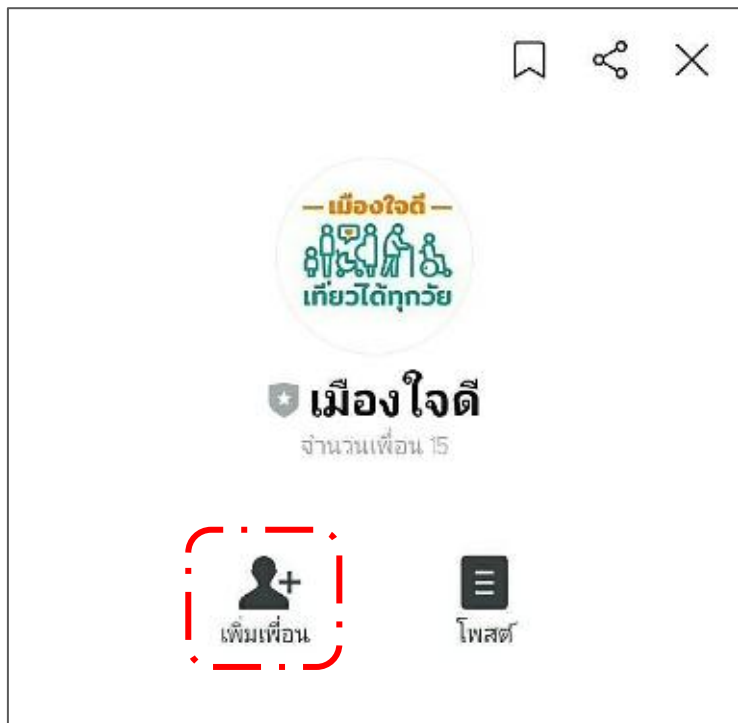 — เมืองใจดี —
เที่ยวได้ทุกวัย
เมืองใจดี
จำนวนเพื่อน 15
เพิ่มเพื่อน
โพสต์